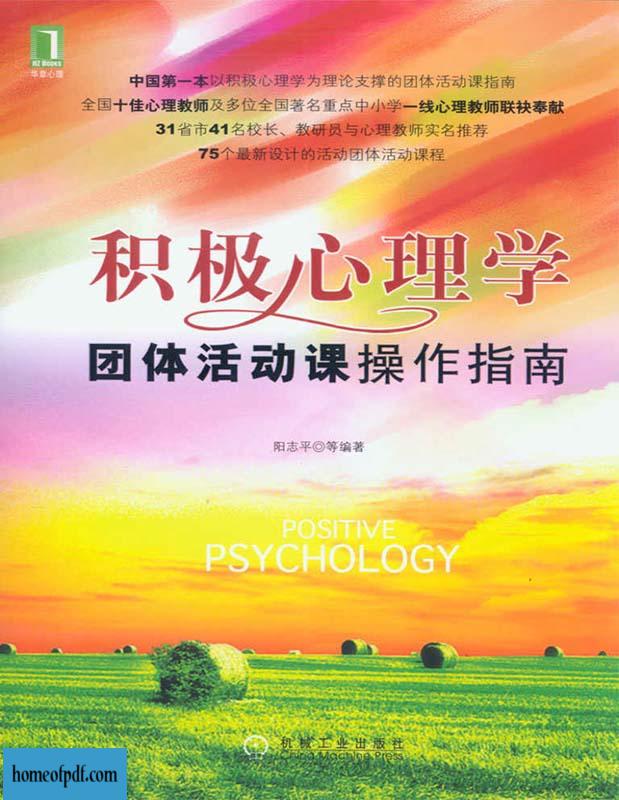 HZ BOOKS
华章心理
中国第一本以积极心理学为理论支撑的团体活动课指南
全国十佳心理教师及多位全国著名重点中小学一线心理教师联袂奉献
31省市41名校长、教研员与心理教师实名推荐
75个最新设计的活动团体活动课程
积极心理学
团体活动课操作指南
阳志平◎等编著
POSITIVE
PSYCHOLOGY
机械工业出版社
China Machine Press
homeofpdf.com